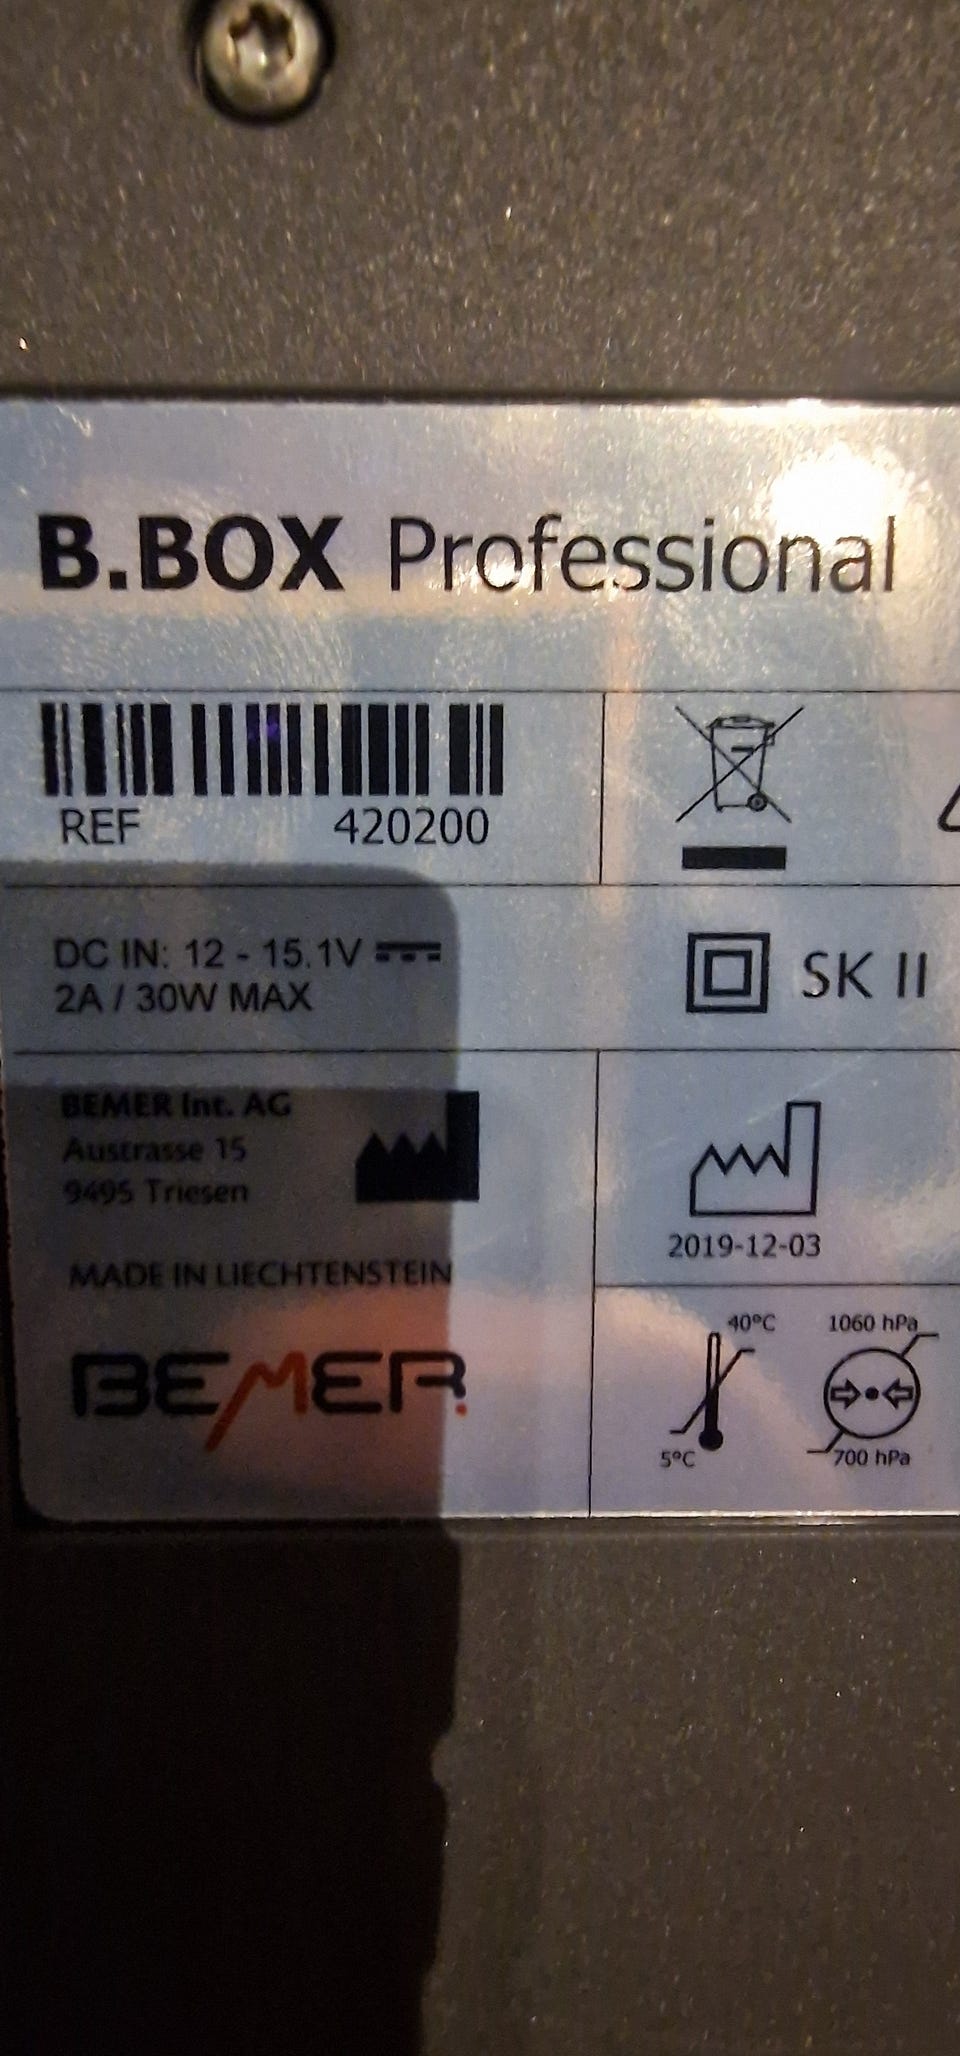 B.BOX Professional
REF 420200
DC IN: 12 - 15.1V
2A / 30W MAX
SK II
BEMER Int. AG
Austrasse 15
9495 Triesen
MADE IN LIECHTENSTEIN
BEMER
2019-12-03
40°C
5°C
1060 hPa
700 hPa